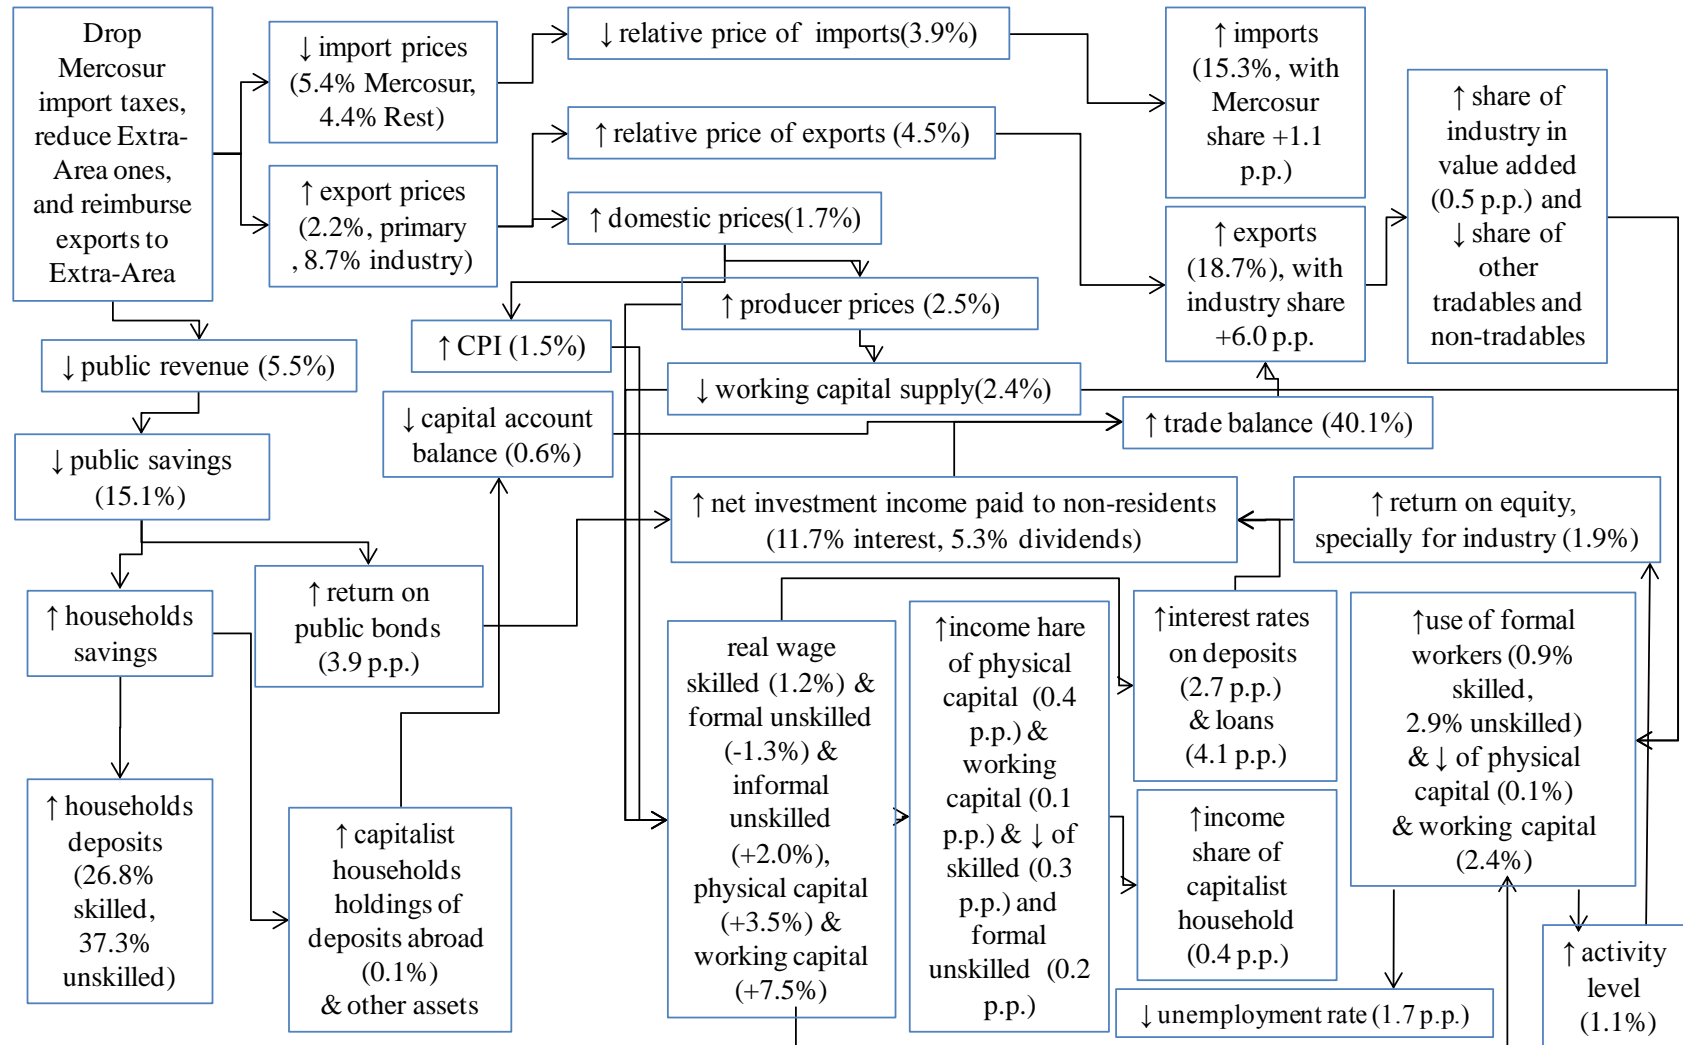 Drop
Mercosur
import taxes,
reduce Extra-
Area ones,
and reimburse
exports to
Extra-Area
↓ import prices
(5.4% Mercosur,
4.4% Rest)
↓ relative price of imports(3.9%)
↑ imports
(15.3%, with
Mercosur
share +1.1
p.p.)
↑ share of
industry in
value added
(0.5 p.p.) and
↓ share of
other
tradables and
non-tradables
↑ export prices
(2.2%, primary
, 8.7% industry)
↑ relative price of exports (4.5%)
↑ domestic prices(1.7%)
↑ exports
(18.7%), with
industry share
+6.0 p.p.
↑ producer prices (2.5%)
↑ CPI (1.5%)
↓ public revenue (5.5%)
↓ working capital supply(2.4%)
↓ capital account
balance (0.6%)
↑ trade balance (40.1%)
↓ public savings
(15.1%)
↑ net investment income paid to non-residents
(11.7% interest, 5.3% dividends)
↑ return on equity,
specially for industry (1.9%)
↑ households
savings
↑ return on
public bonds
(3.9 p.p.)
real wage
skilled (1.2%) &
formal unskilled
(-1.3%) &
informal
unskilled
(+2.0%),
physical capital
(+3.5%) &
working capital
(+7.5%)
↑income hare
of physical
capital (0.4
p.p.) &
working
capital (0.1
p.p.) & ↓ of
skilled (0.3
p.p.) and
formal
unskilled (0.2
p.p.)
↑interest rates
on deposits
(2.7 p.p.)
& loans
(4.1 p.p.)
↑use of formal
workers (0.9%
skilled,
2.9% unskilled)
& ↓ of physical
capital (0.1%)
& working capital
(2.4%)
↑ households
deposits
(26.8%
skilled,
37.3%
unskilled)
↑ capitalist
households
holdings of
deposits abroad
(0.1%)
& other assets
↑income
share of
capitalist
household
(0.4 p.p.)
↓ unemployment rate (1.7 p.p.)
↑ activity
level
(1.1%)